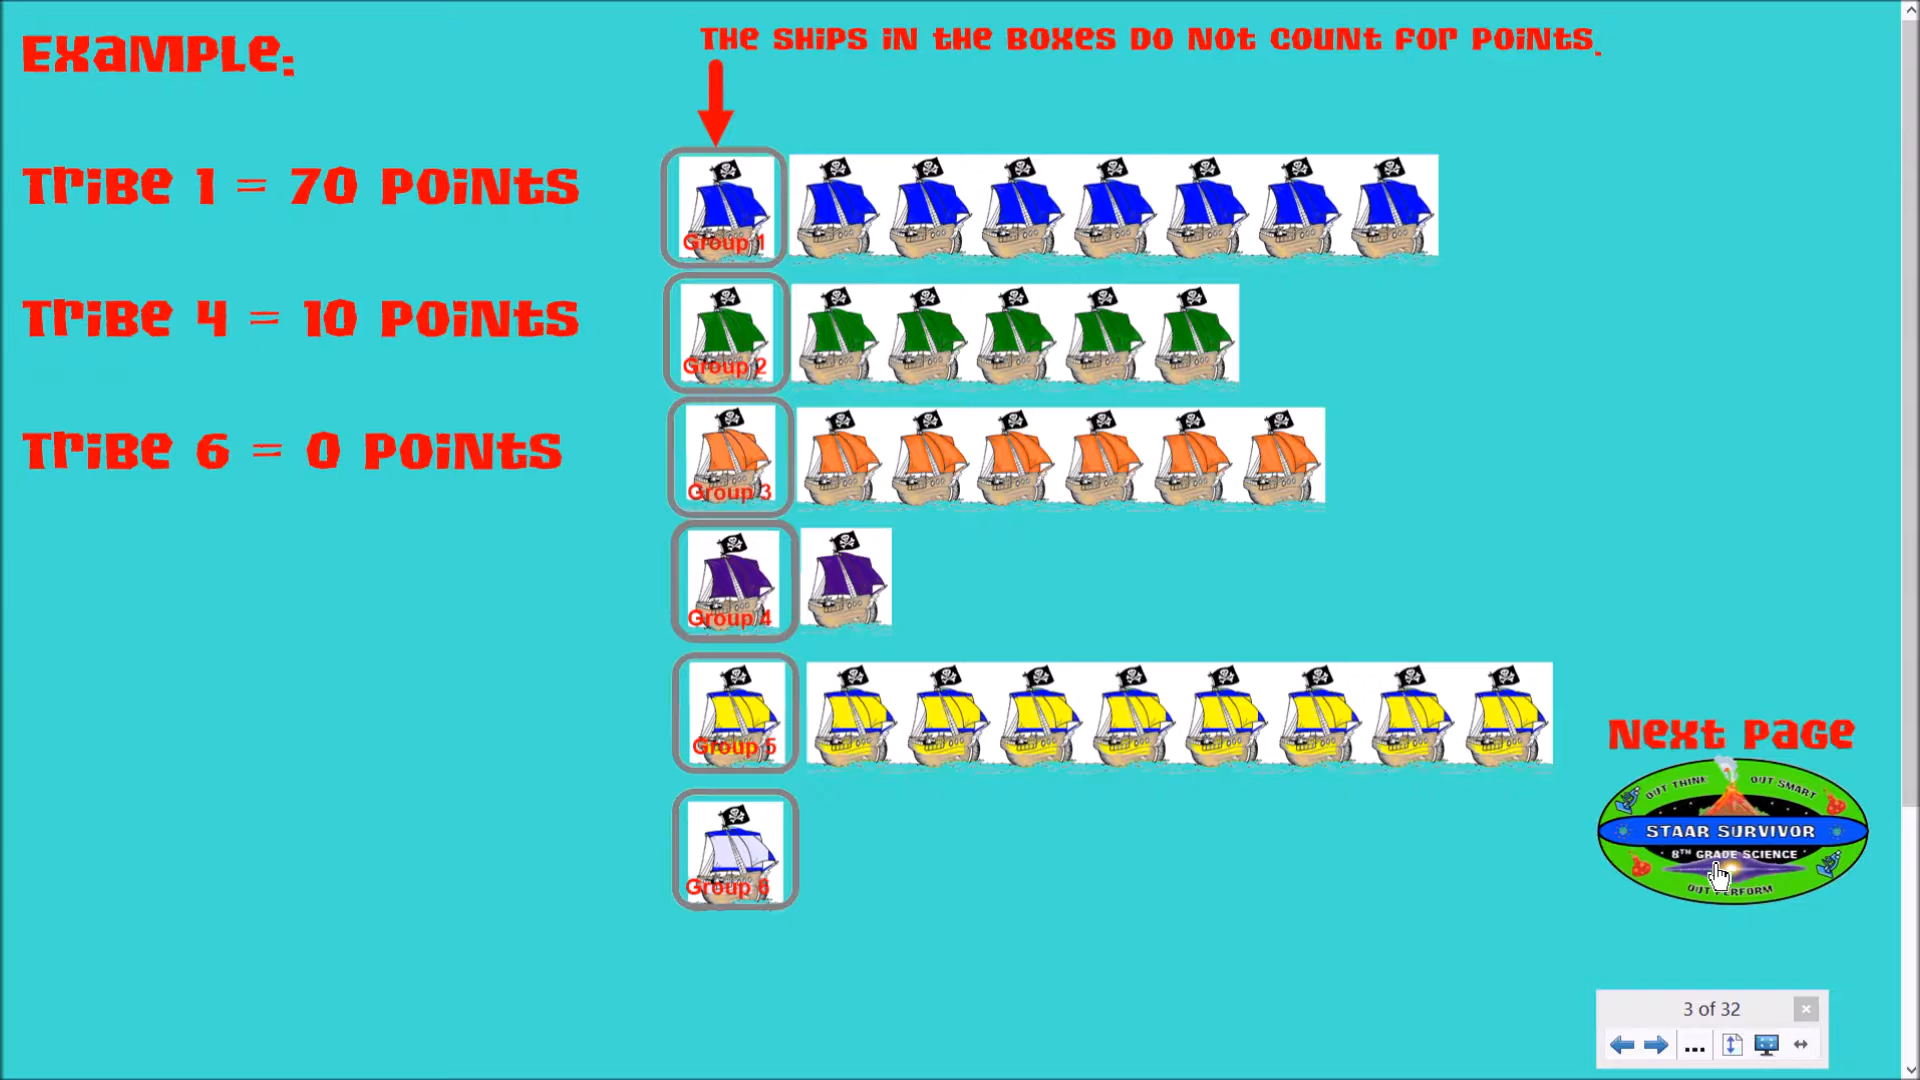 Example:
The ships in the boxes do not count for points.
Tribe 1 = 70 points
Tribe 4 = 10 points
Tribe 6 = 0 points
Group 1
Group 2
Group 3
Group 4
Group 5
Group 6
Next Page
OUT THINK OUT SMART
STAAR SURVIVOR
8TH GRADE SCIENCE
OUT PERFORM
3 of 32